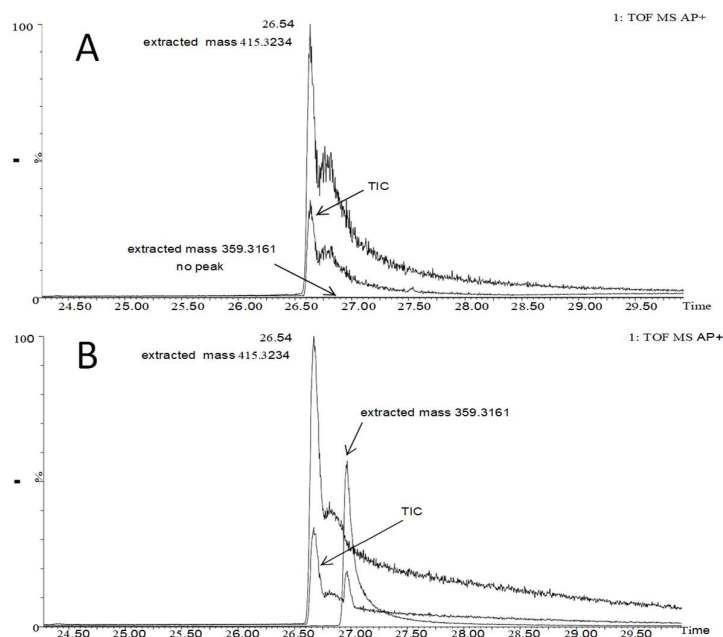 100
A
26.54
extracted mass 415.3234
1: TOF MS AP+
%
TIC
extracted mass 359.3161
no peak
0
24.50 25.00 25.50 26.00 26.50 27.00 27.50 28.00 28.50 29.00 29.50
Time
100
B
26.54
extracted mass 415.3234
1: TOF MS AP+
extracted mass 359.3161
%
TIC
0
24.50 25.00 25.50 26.00 26.50 27.00 27.50 28.00 28.50 29.00 29.50
Time